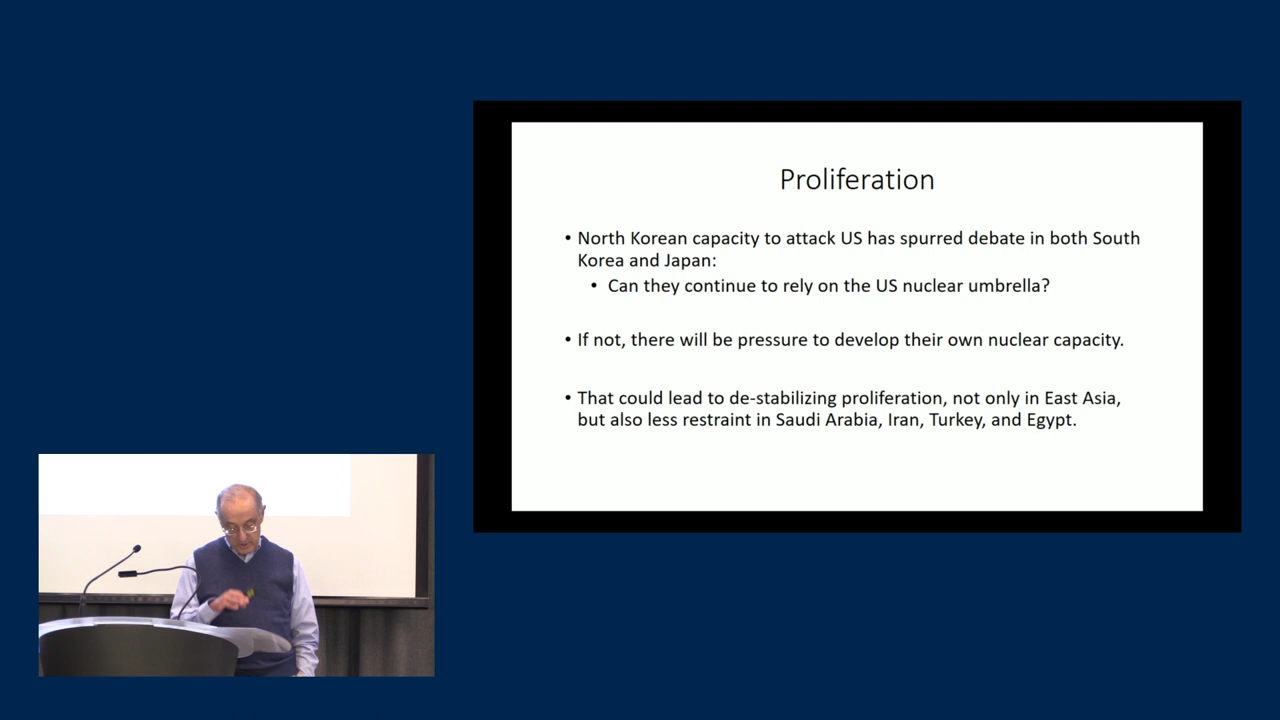 Proliferation
• North Korean capacity to attack US has spurred debate in both South
Korea and Japan:
• Can they continue to rely on the US nuclear umbrella?
• If not, there will be pressure to develop their own nuclear capacity.
• That could lead to de-stabilizing proliferation, not only in East Asia,
but also less restraint in Saudi Arabia, Iran, Turkey, and Egypt.